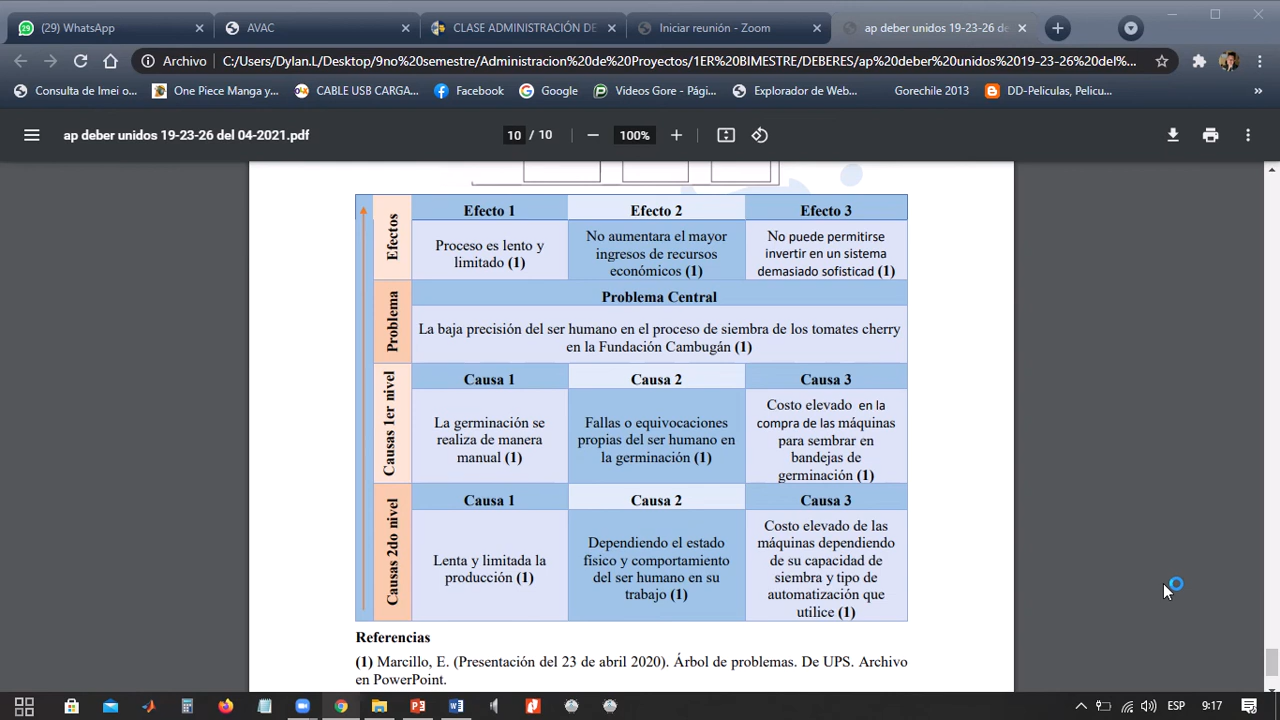 (29) WhatsApp
AVAC
CLASE ADMINISTRACIÓN DE
Iniciar reunión - Zoom
ap deber unidos 19-23-26 de
Archivo
C:/Users/Dylan.L/Desktop/9no%20semestre/Administracion%20de%20Proyectos/1ER%20BIMESTRE/DEBERES/ap%20deber%20unidos%2019-23-26%20del%...
Consulta de Imei o...
One Piece Manga y...
CABLE USB CARGA...
Facebook
Google
Videos Gore - Pági...
Explorador de Web...
Gorechile 2013
DD-Peliculas, Pelicu...
»
ap deber unidos 19-23-26 del 04-2021.pdf
10 / 10
100%
Efectos
Efecto 1
Efecto 2
Efecto 3
Proceso es lento y
limitado (1)
No aumentara el mayor
ingresos de recursos
económicos (1)
No puede permitirse
invertir en un sistema
demasiado sofisticad (1)
Problema
Problema Central
La baja precisión del ser humano en el proceso de siembra de los tomates cherry
en la Fundación Cambugán (1)
Causas 1er nivel
Causa 1
Causa 2
Causa 3
La germinación se
realiza de manera
manual (1)
Fallas o equivocaciones
propias del ser humano en
la germinación (1)
Costo elevado en la
compra de las máquinas
para sembrar en
bandejas de
germinación (1)
Causas 2do nivel
Causa 1
Causa 2
Causa 3
Lenta y limitada la
producción (1)
Dependiendo el estado
físico y comportamiento
del ser humano en su
trabajo (1)
Costo elevado de las
máquinas dependiendo
de su capacidad de
siembra y tipo de
automatización que
utilice (1)
Referencias
(1) Marcillo, E. (Presentación del 23 de abril 2020). Árbol de problemas. De UPS. Archivo
en PowerPoint.
ESP
9:17